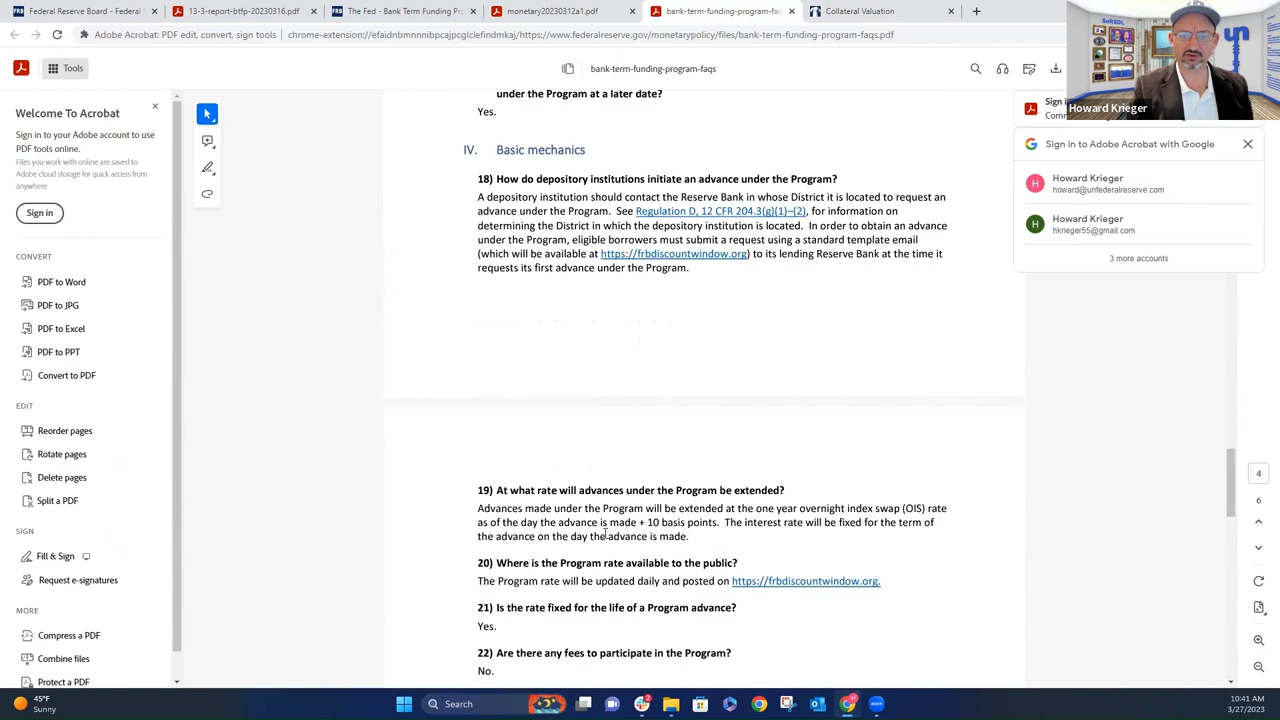 Federal Reserve Board -
13-3-report-btfp-20230316.pdf
The Fed - Bank Term Funding Pro
monetary20230312a1.pdf
bank-term-funding-program-faqs
Collateral Valuation
Adobe Acrobat: PDF edit, convert, sign tools
chrome-extension://efaidnbmnnnibpcajpcglclefindmkaj/https://www.federalreserve.gov/monetarypolicy/files/bank-term-funding-program-faqs.pdf
Tools
bank-term-funding-program-faqs
Howard Krieger
Welcome To Acrobat
Sign in to your Adobe account to use
PDF tools online.
Files you work with online are saved to
Adobe cloud storage for quick access from
anywhere.
Sign in
CONVERT
PDF to Word
PDF to JPG
PDF to Excel
PDF to PPT
Convert to PDF
EDIT
Reorder pages
Rotate pages
Delete pages
Split a PDF
SIGN
Fill & Sign
Request e-signatures
MORE
Compress a PDF
Combine files
Protect a PDF
under the Program at a later date?
Yes.
IV. Basic mechanics
18) How do depository institutions initiate an advance under the Program?
A depository institution should contact the Reserve Bank in whose District it is located to request an
advance under the Program. See Regulation D, 12 CFR 204.3(g)(1)–(2), for information on
determining the District in which the depository institution is located. In order to obtain an advance
under the Program, eligible borrowers must submit a request using a standard template email
(which will be available at https://frbdiscountwindow.org) to its lending Reserve Bank at the time it
requests its first advance under the Program.
19) At what rate will advances under the Program be extended?
Advances made under the Program will be extended at the one year overnight index swap (OIS) rate
as of the day the advance is made + 10 basis points. The interest rate will be fixed for the term of
the advance on the day the advance is made.
20) Where is the Program rate available to the public?
The Program rate will be updated daily and posted on https://frbdiscountwindow.org.
21) Is the rate fixed for the life of a Program advance?
Yes.
22) Are there any fees to participate in the Program?
No.
Sign i
Com
Sign in to Adobe Acrobat with Google
H Howard Krieger
howard@unfederalreserve.com
H Howard Krieger
hkrieger55@gmail.com
3 more accounts
4
6
45°F
Sunny
Search
10:41 AM
3/27/2023